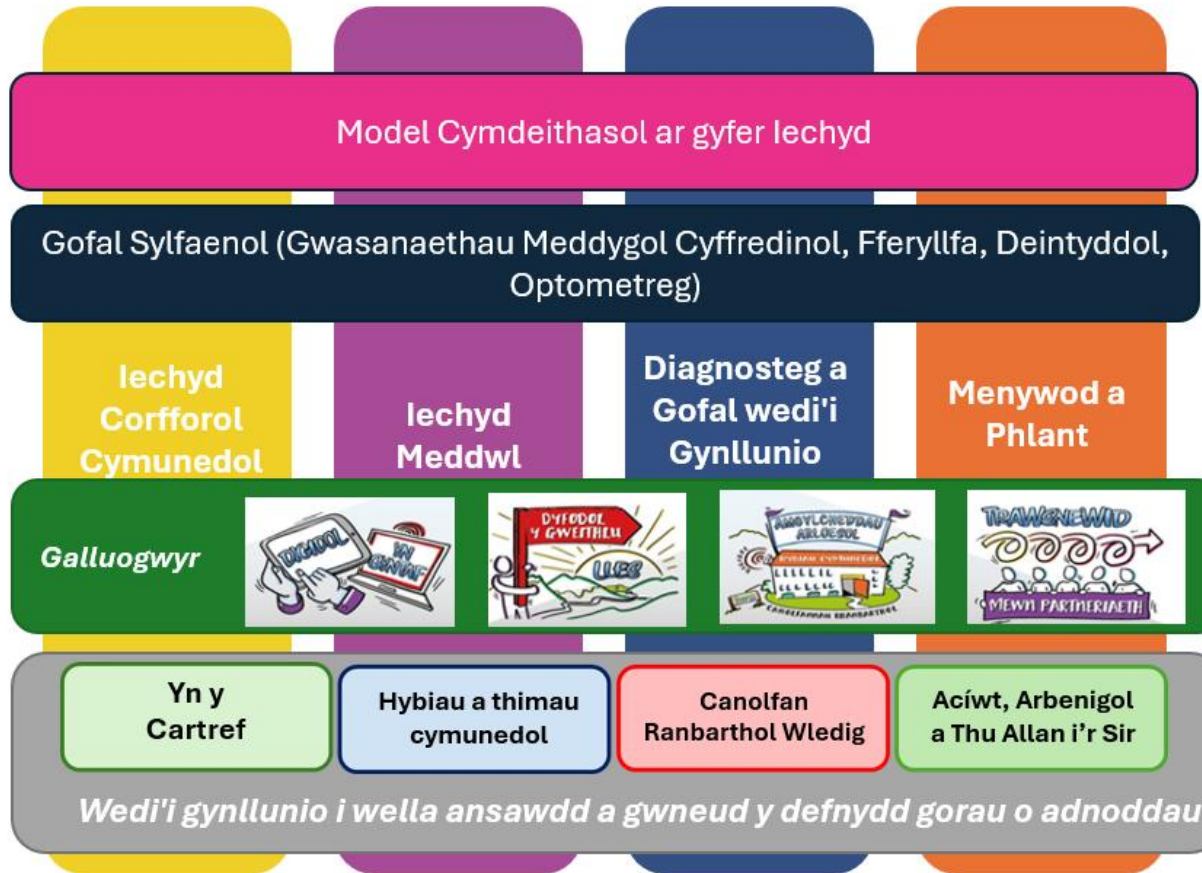 Model Cymdeithasol ar gyfer Iechyd
Gofal Sylfaenol (Gwasanaethau Meddygol Cyffredinol, Fferyllfa, Deintyddol,
Optometreg)
Iechyd
Corfforol
Cymunedol
Iechyd
Meddwl
Diagnosteg a
Gofal wedi'i
Gynllunio
Menywod a
Phlant
Galluogwyr
DIGIDOL
YN
GYNTAF
DYFODOL
Y GWEITHLU
LLES
AMGYLCHEDDAU
ARLOESOL
HYBIAU CYMUNEDOL
CANOLFANNAU RHANBARTHOL
TRAWSNEWID
MEWN PARTNERIAETH
Yn y
Cartref
Hybiau a thimau
cymunedol
Canolfan
Ranbarthol Wledig
Acíwt, Arbenigol
a Thu Allan i’r Sir
Wedi'i gynllunio i wella ansawdd a gwneud y defnydd gorau o adnoddau